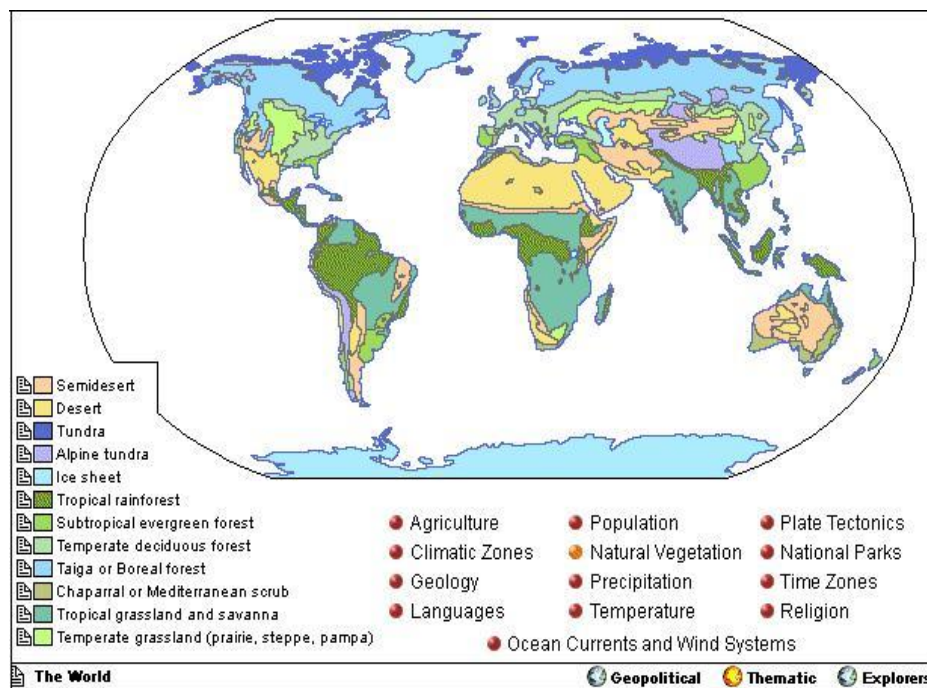 Semidesert
Desert
Tundra
Alpine tundra
Ice sheet
Tropical rainforest
Subtropical evergreen forest
Temperate deciduous forest
Taiga or Boreal forest
Chaparral or Mediterranean scrub
Tropical grassland and savanna
Temperate grassland (prairie, steppe, pampa)
Agriculture Population Plate Tectonics
Climatic Zones Natural Vegetation National Parks
Geology Precipitation Time Zones
Languages Temperature Religion
Ocean Currents and Wind Systems
The World Geopolitical Thematic Explorers